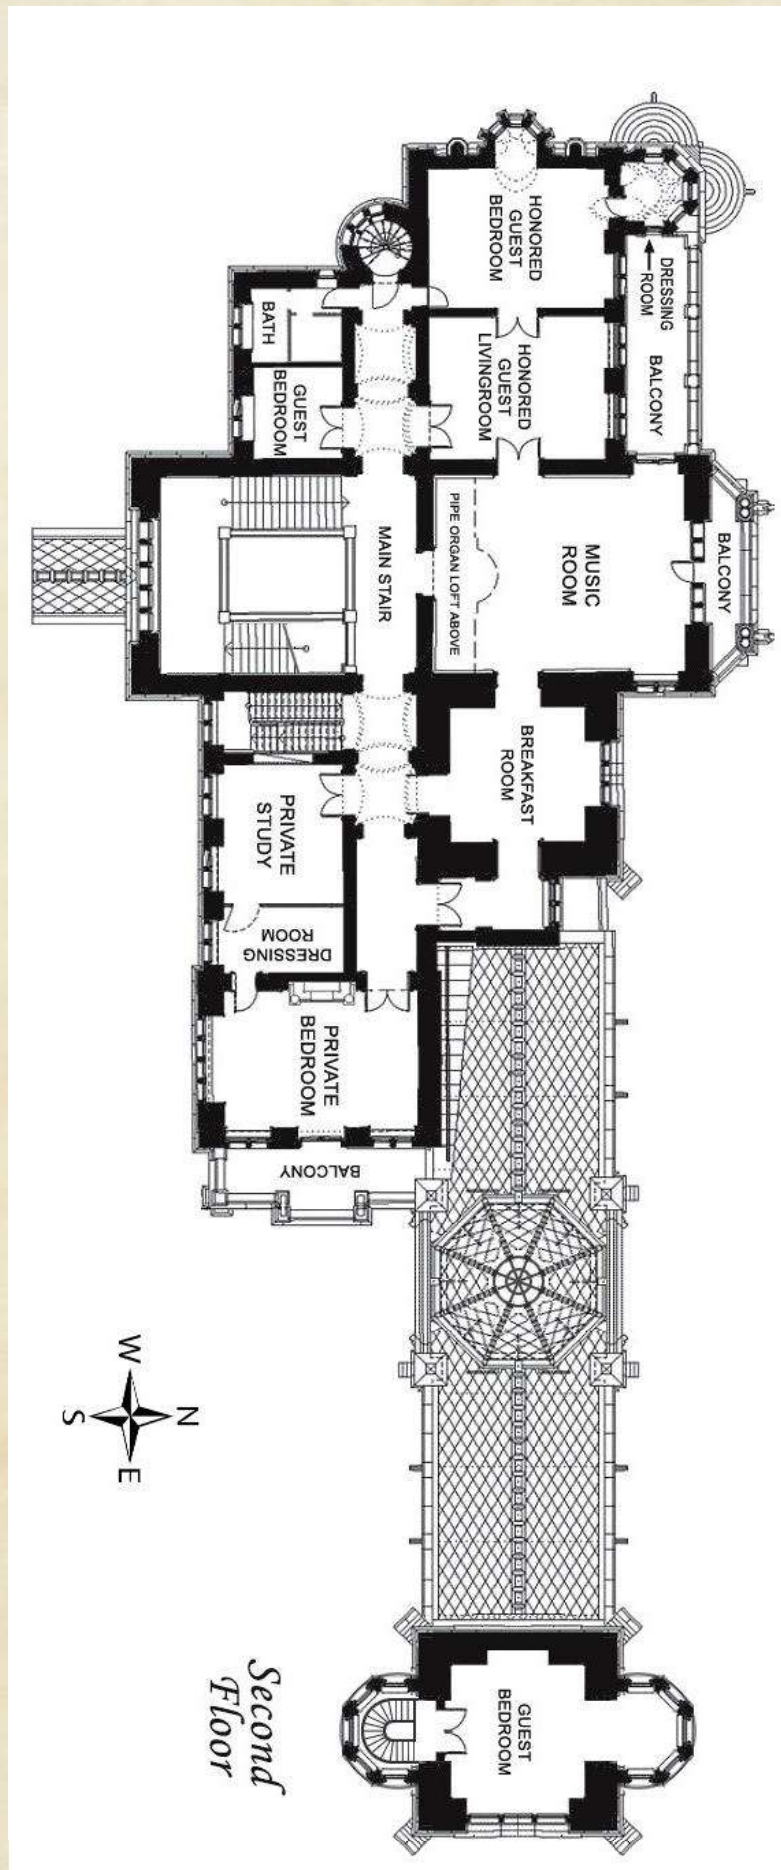 HONORED
GUEST
BEDROOM
DRESSING
ROOM
BALCONY
BATH
GUEST
BEDROOM
HONORED
GUEST
LIVINGROOM
MAIN STAIR
PIPE ORGAN LOFT ABOVE
MUSIC
ROOM
BALCONY
BREAKFAST
ROOM
PRIVATE
STUDY
DRESSING
ROOM
PRIVATE
BEDROOM
BALCONY
N
W
E
S
GUEST
BEDROOM
Second
Floor